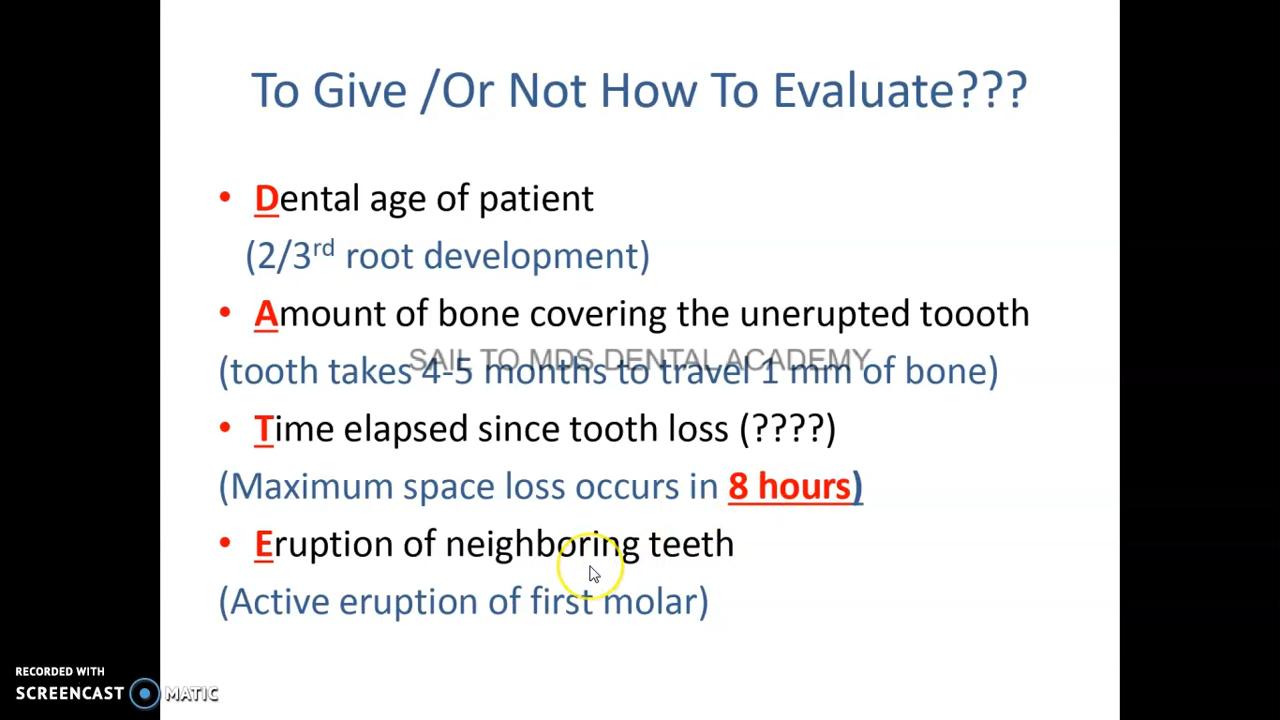 To Give /Or Not How To Evaluate???
• Dental age of patient
(2/3rd root development)
• Amount of bone covering the unerupted toooth
SAIL TO MDS DENTAL ACADEMY
(tooth takes 4-5 months to travel 1 mm of bone)
• Time elapsed since tooth loss (????)
(Maximum space loss occurs in 8 hours)
• Eruption of neighboring teeth
(Active eruption of first molar)
RECORDED WITH
SCREENCAST MATIC